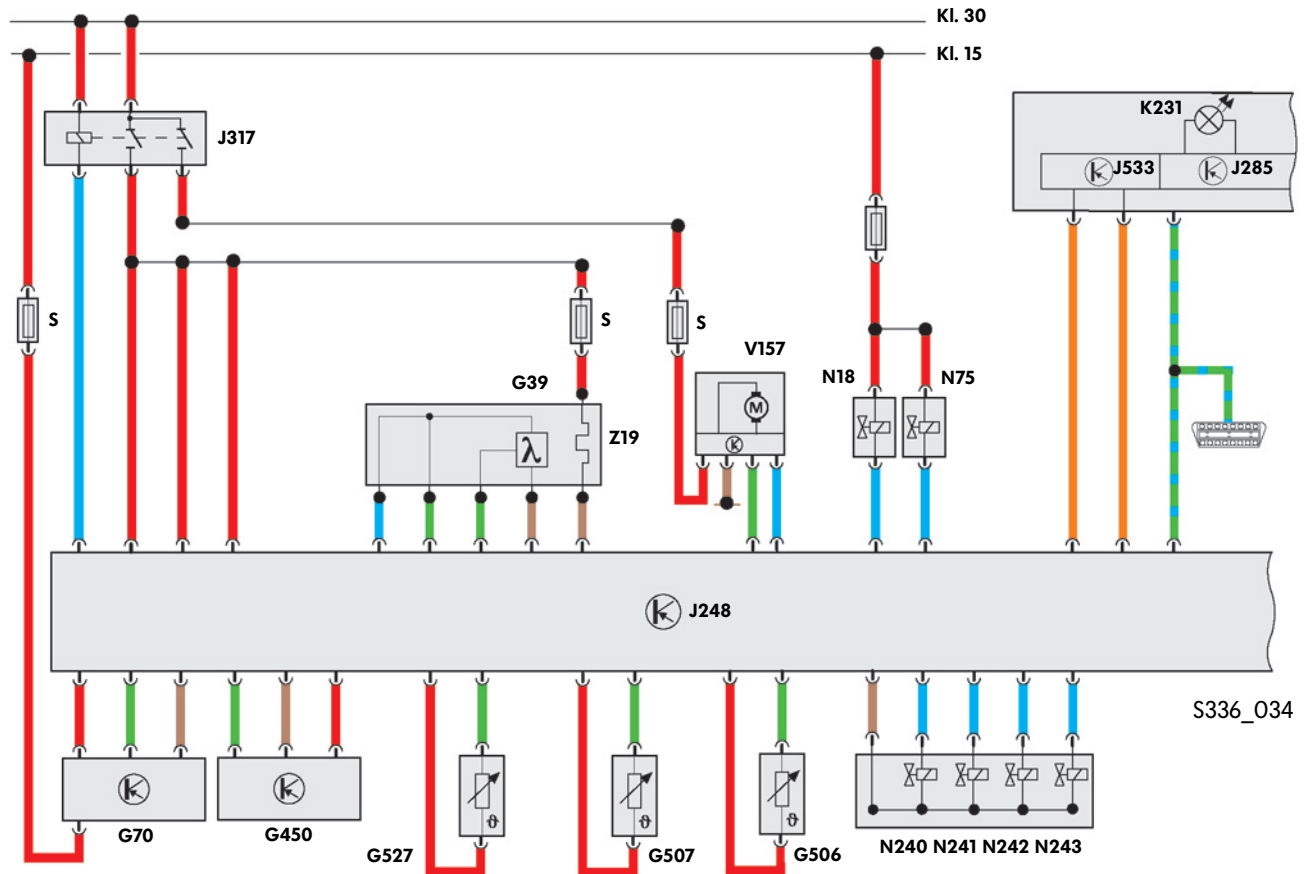 Kl. 30
Kl. 15
K231
J317
J533 J285
S
S
S
V157
G39
N18
N75
M
Z19
λ
J248
S336_034
ϑ
ϑ
ϑ
G70
G450
G527
G507
G506
N240 N241 N242 N243